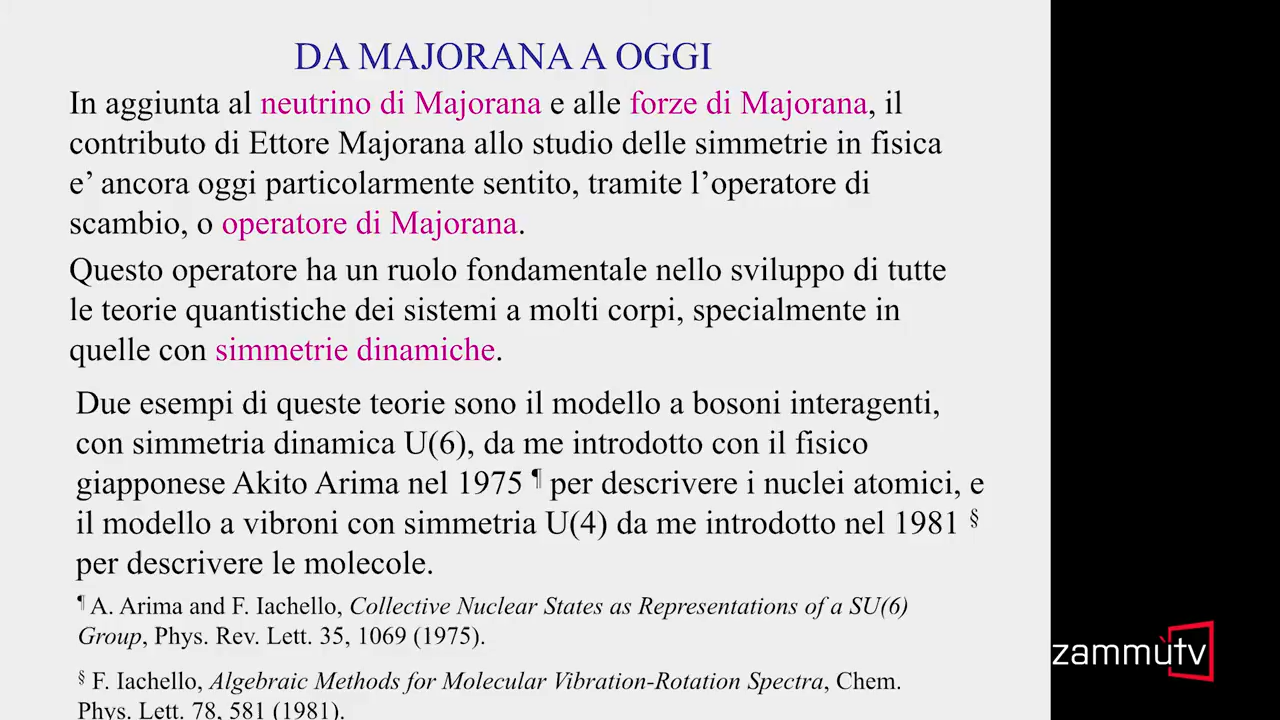 DA MAJORANA A OGGI
In aggiunta al neutrino di Majorana e alle forze di Majorana, il
contributo di Ettore Majorana allo studio delle simmetrie in fisica
e’ ancora oggi particolarmente sentito, tramite l’operatore di
scambio, o operatore di Majorana.
Questo operatore ha un ruolo fondamentale nello sviluppo di tutte
le teorie quantistiche dei sistemi a molti corpi, specialmente in
quelle con simmetrie dinamiche.
Due esempi di queste teorie sono il modello a bosoni interagenti,
con simmetria dinamica U(6), da me introdotto con il fisico
giapponese Akito Arima nel 1975 ¶ per descrivere i nuclei atomici, e
il modello a vibroni con simmetria U(4) da me introdotto nel 1981 §
per descrivere le molecole.
¶ A. Arima and F. Iachello, Collective Nuclear States as Representations of a SU(6)
Group, Phys. Rev. Lett. 35, 1069 (1975).
§ F. Iachello, Algebraic Methods for Molecular Vibration-Rotation Spectra, Chem.
Phys. Lett. 78, 581 (1981).
zammùtv